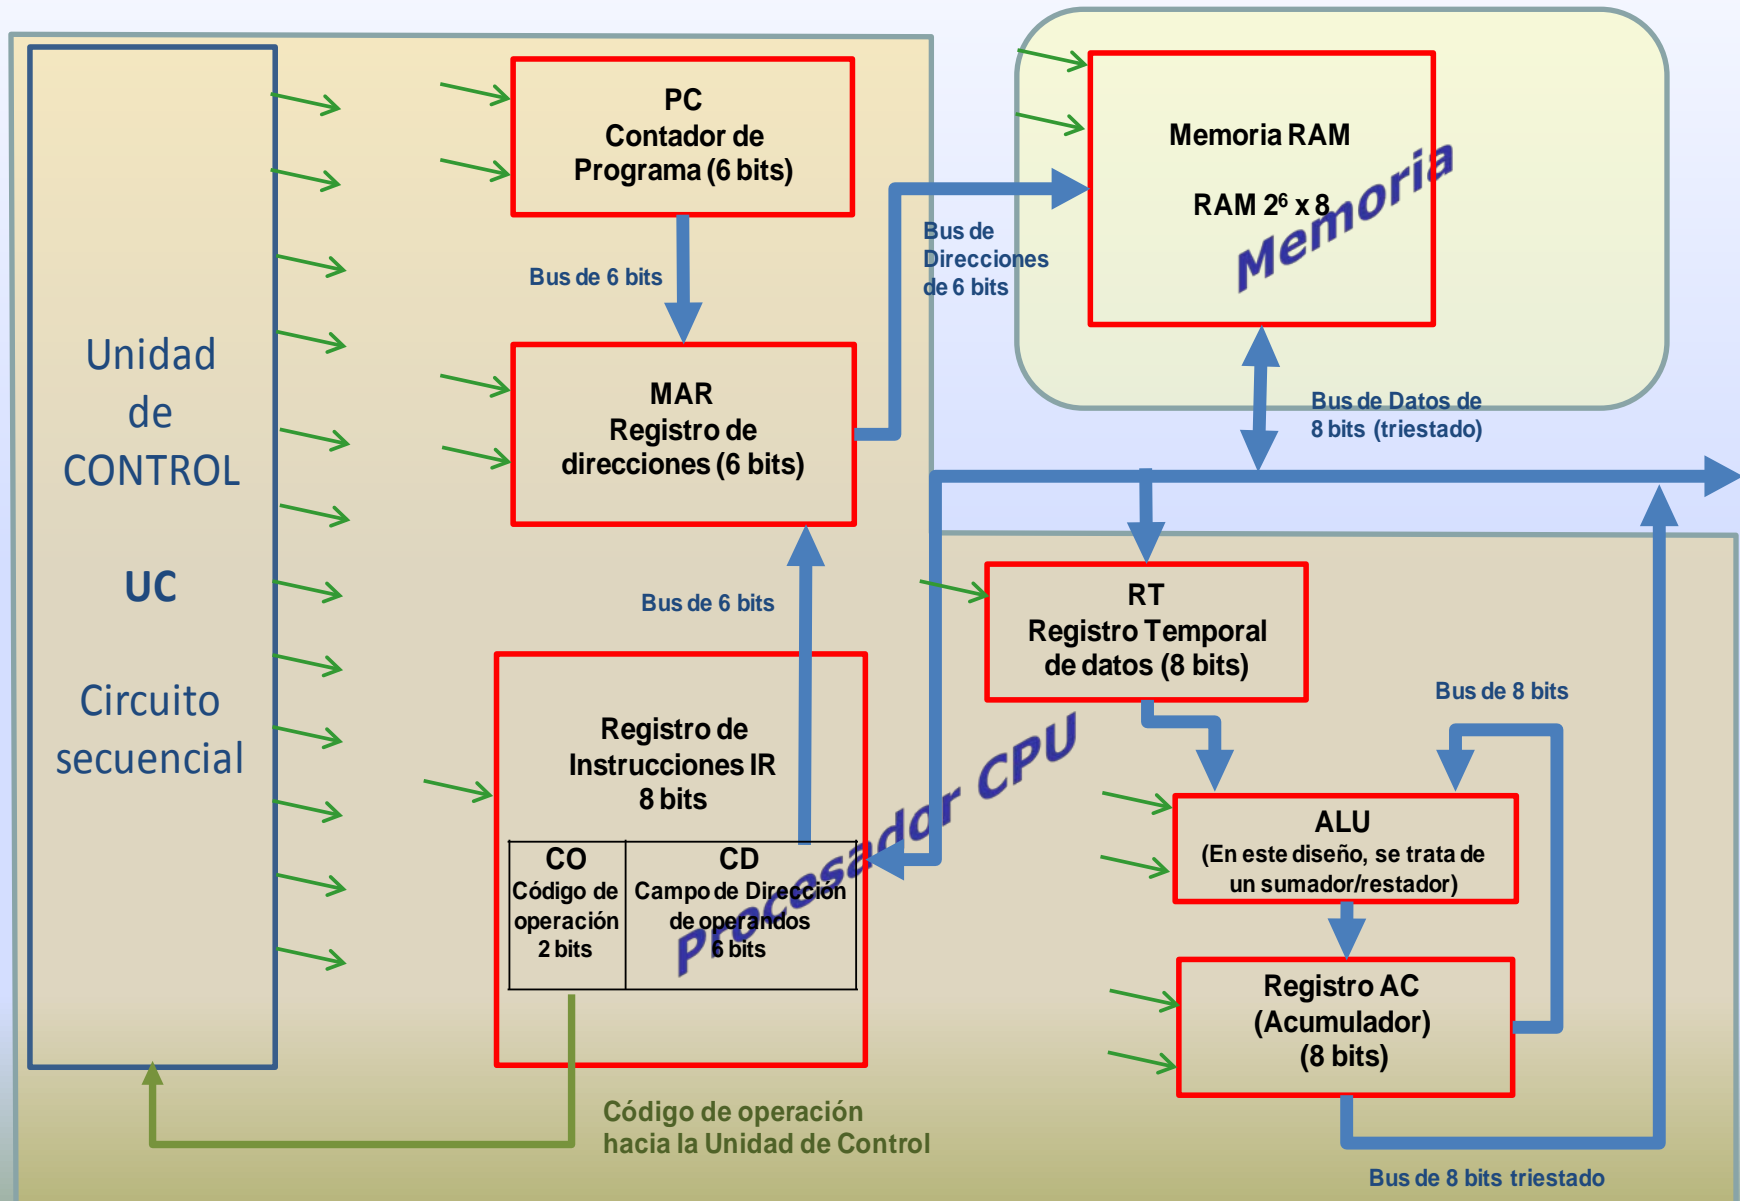 Unidad
de
CONTROL
UC
Circuito
secuencial
PC
Contador de
Programa (6 bits)
Bus de 6 bits
MAR
Registro de
direcciones (6 bits)
Bus de 6 bits
Registro de
Instrucciones IR
8 bits
CO
Código de
operación
2 bits
CD
Campo de Dirección
de operandos
6 bits
Código de operación
hacia la Unidad de Control
Procesador CPU
Bus de
Direcciones
de 6 bits
Memoria RAM
RAM 2⁶ x 8
Memoria
Bus de Datos de
8 bits (triestado)
RT
Registro Temporal
de datos (8 bits)
Bus de 8 bits
ALU
(En este diseño, se trata de
un sumador/restador)
Registro AC
(Acumulador)
(8 bits)
Bus de 8 bits triestado